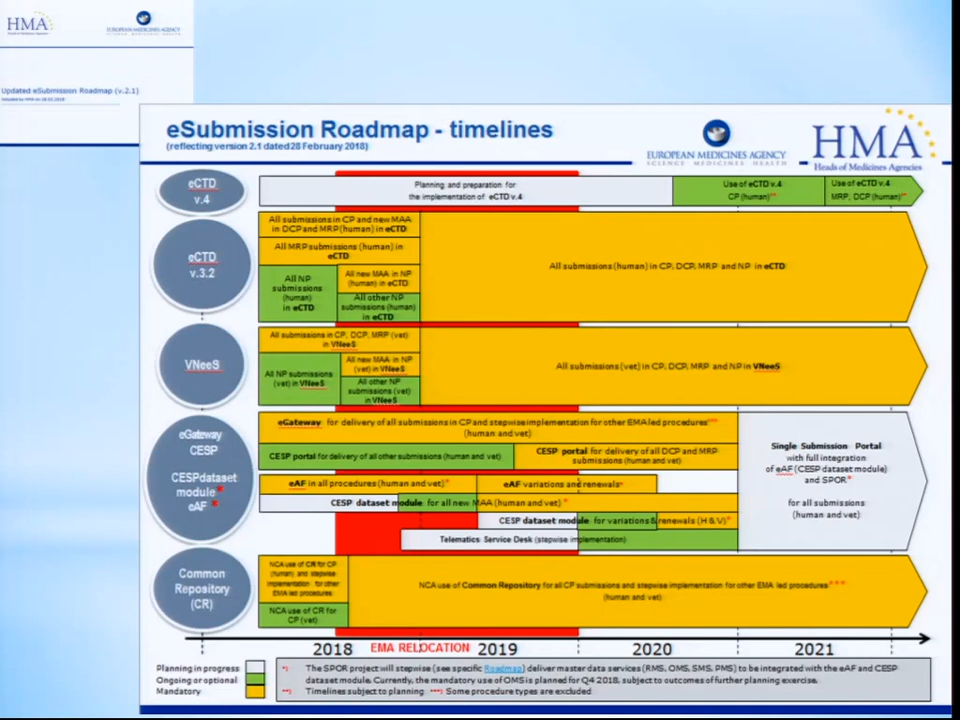 HMA
Heads of Medicines Agencies
EUROPEAN MEDICINES AGENCY
SCIENCE MEDICINES HEALTH
Updated eSubmission Roadmap (v.2.1)
eSubmission Roadmap - timelines
(reflecting version 2.1 dated 28 February 2018)
EUROPEAN MEDICINES AGENCY
SCIENCE MEDICINES HEALTH
HMA
Heads of Medicines Agencies
eCTD
v.4
Planning and preparation for
the implementation of eCTD v.4
Use of eCTD v.4
CP (human)**
Use of eCTD v.4
MRP, DCP (human)**
eCTD
v.3.2
All submissions in CP and new MAA
in DCP and MRP (human) in eCTD
All MRP submissions (human) in
eCTD
All NP
submissions
(human)
in eCTD
All new MAA in NP
(human) in eCTD
All other NP
submissions (human)
in eCTD
All submissions (human) in CP, DCP, MRP and NP in eCTD
VNeeS
All submissions in CP, DCP, MRP (vet)
in VNeeS
All NP submissions
(vet) in VNeeS
All new MAA in NP
(vet) in VNeeS
All other NP
submissions (vet)
in VNeeS
All submissions (vet) in CP, DCP, MRP and NP in VNeeS
eGateway
CESP
CESP dataset
module*
eAF *
eGateway for delivery of all submissions in CP and stepwise implementation for other EMA led procedures***
(human and vet)
CESP portal for delivery of all other submissions (human and vet)
CESP portal for delivery of all DCP and MRP
submissions (human and vet)
eAF in all procedures (human and vet)*
eAF variations and renewals*
CESP dataset module for all new MAA (human and vet) *
CESP dataset module for variations & renewals (H & V)*
Telematics Service Desk (stepwise implementation)
Single Submission Portal
with full integration
of eAF (CESP dataset module)
and SPOR*
for all submissions
(human and vet)
Common
Repository
(CR)
NCA use of CR for CP
(human) and stepwise
implementation for other
EMA led procedures
NCA use of CR for
CP (vet)
NCA use of Common Repository for all CP submissions and stepwise implementation for other EMA led procedures***
(human and vet)
2018 EMA RELOCATION 2019 2020 2021
Planning in progress
Ongoing or optional
Mandatory
*) The SPOR project will stepwise (see specific Roadmap) deliver master data services (RMS, OMS, SMS, PMS) to be integrated with the eAF and CESP
dataset module. Currently, the mandatory use of OMS is planned for Q4 2018, subject to outcomes of further planning exercise.
**) Timelines subject to planning ***) Some procedure types are excluded